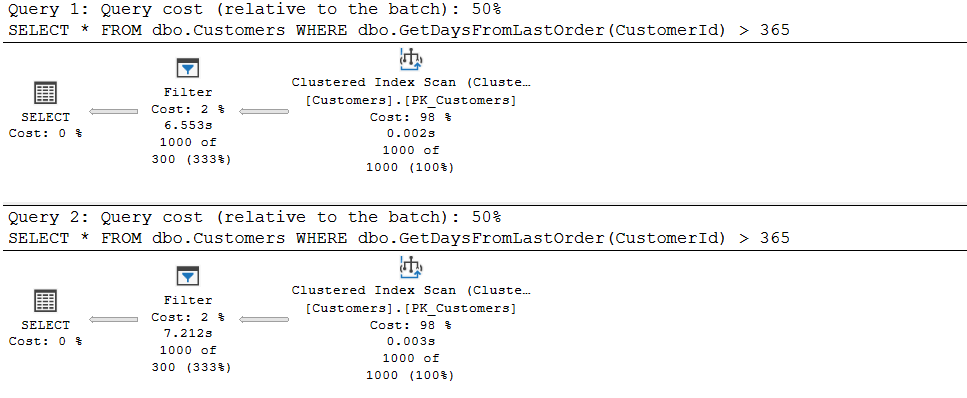 Query 1: Query cost (relative to the batch): 50%
SELECT * FROM dbo.Customers WHERE dbo.GetDaysFromLastOrder(CustomerId) > 365
SELECT
Cost: 0 %
Filter
Cost: 2 %
6.553s
1000 of
300 (333%)
Clustered Index Scan (Cluste…
[Customers].[PK_Customers]
Cost: 98 %
0.002s
1000 of
1000 (100%)
Query 2: Query cost (relative to the batch): 50%
SELECT * FROM dbo.Customers WHERE dbo.GetDaysFromLastOrder(CustomerId) > 365
SELECT
Cost: 0 %
Filter
Cost: 2 %
7.212s
1000 of
300 (333%)
Clustered Index Scan (Cluste…
[Customers].[PK_Customers]
Cost: 98 %
0.003s
1000 of
1000 (100%)